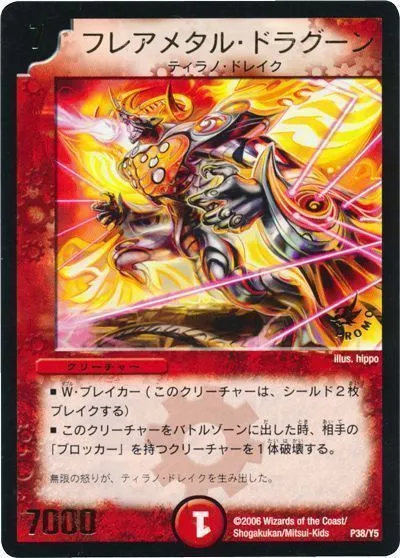 フレアメタル・ドラグーン
ティラノ・ドレイク
PROMO
illus. hippo
クリーチャー
■ W・ブレイカー（このクリーチャーは、シールド2枚
ブレイクする）
■ このクリーチャーをバトルゾーンに出した時、相手の
「ブロッカー」を持つクリーチャーを1体破壊する。
無限の怒りが、ティラノ・ドレイクを生み出した。
7000
1
©2006 Wizards of the Coast/
Shogakukan/Mitsui-Kids
P38/Y5